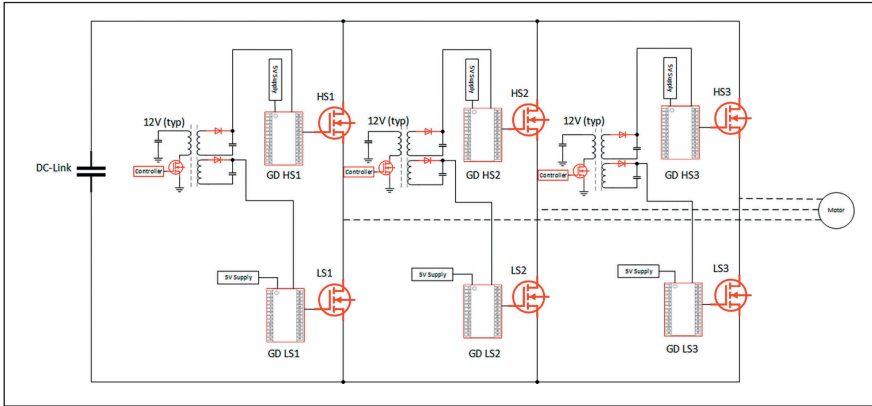 DC-Link
12V (typ)
Controller
5V Supply
GD HS1
HS1
5V Supply
GD LS1
LS1
12V (typ)
Controller
5V Supply
GD HS2
HS2
5V Supply
GD LS2
LS2
12V (typ)
Controller
5V Supply
GD HS3
HS3
5V Supply
GD LS3
LS3
Motor